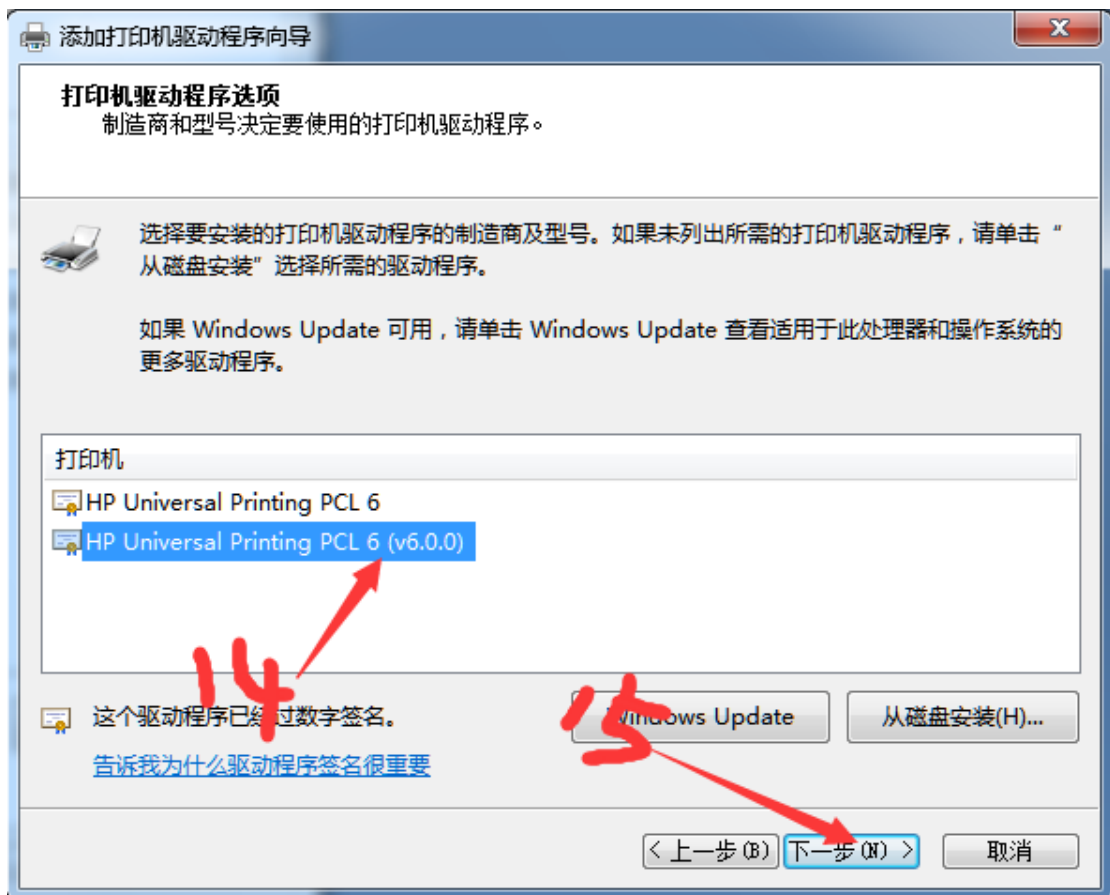 添加打印机驱动程序向导
打印机驱动程序选项
制造商和型号决定要使用的打印机驱动程序。
选择要安装的打印机驱动程序的制造商及型号。如果未列出所需的打印机驱动程序，请单击“
从磁盘安装”选择所需的驱动程序。
如果 Windows Update 可用，请单击 Windows Update 查看适用于此处理器和操作系统的
更多驱动程序。
打印机
HP Universal Printing PCL 6
HP Universal Printing PCL 6 (v6.0.0)
14
这个驱动程序已经过数字签名。
15
Windows Update
从磁盘安装(H)...
告诉我为什么驱动程序签名很重要
< 上一步(B)
下一步(N) >
取消